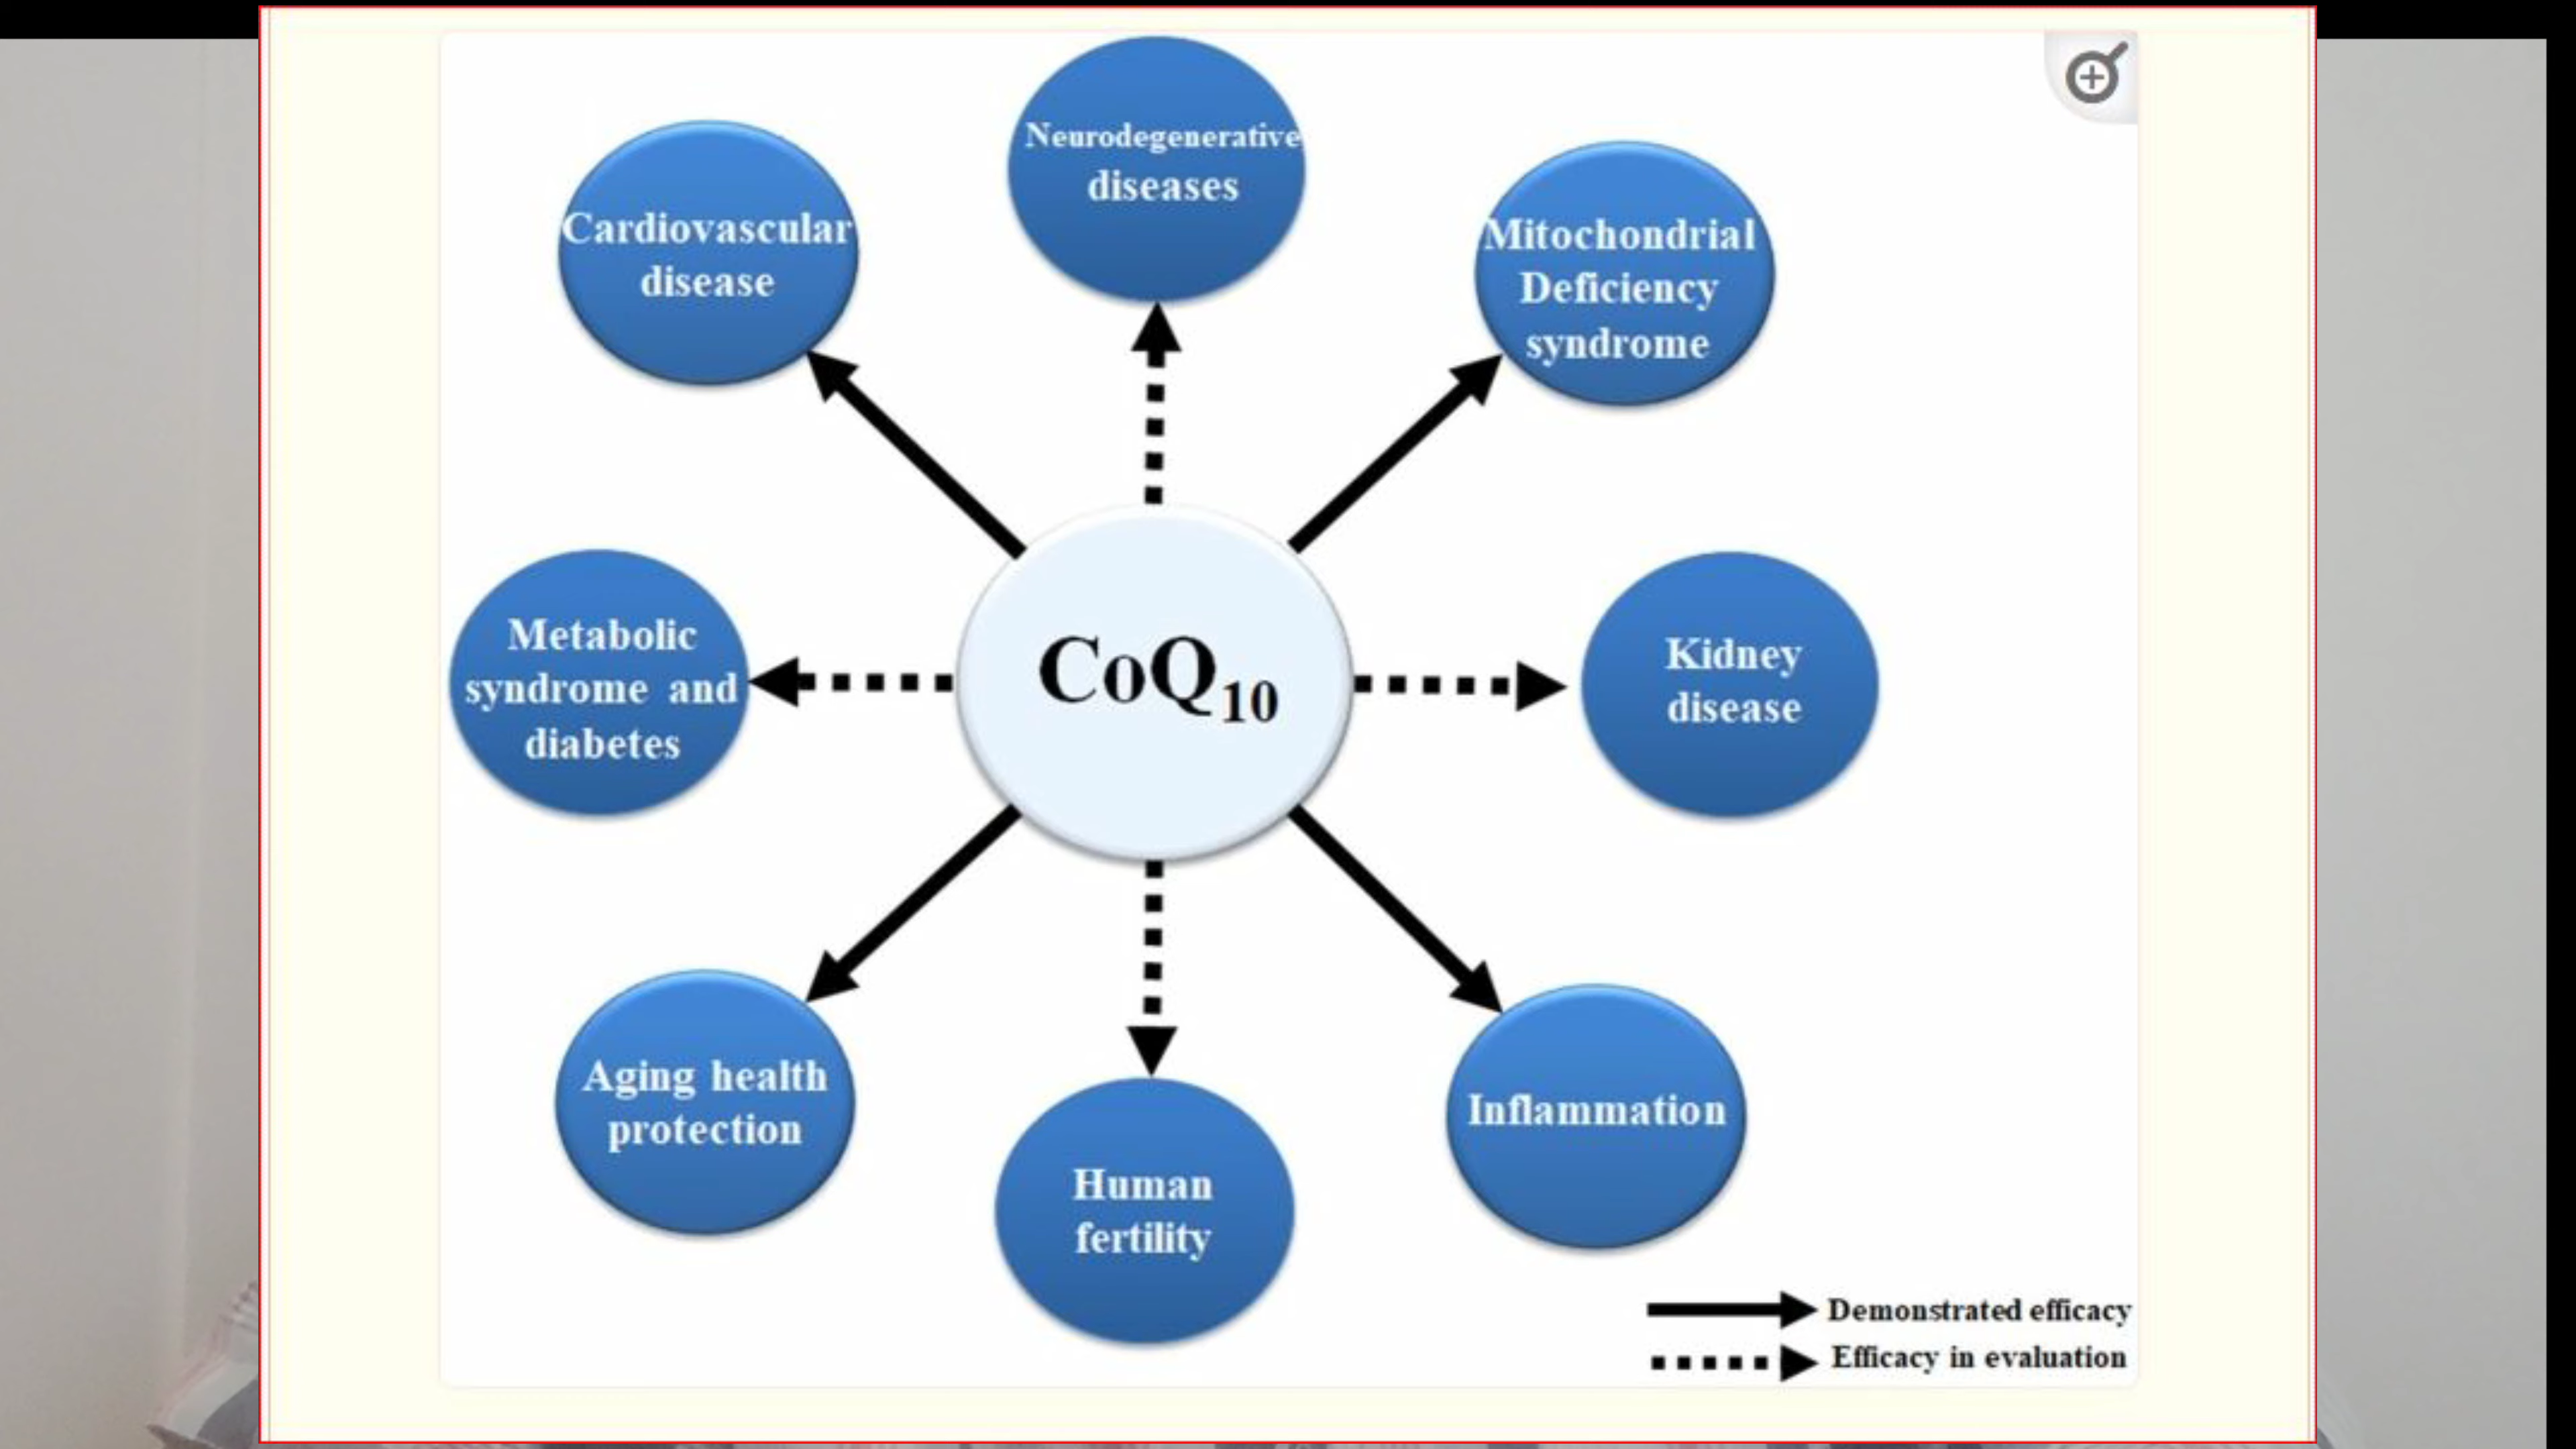 Neurodegenerative
diseases
Cardiovascular
disease
Mitochondrial
Deficiency
syndrome
Metabolic
syndrome and
diabetes
CoQ10
Kidney
disease
Aging health
protection
Human
fertility
Inflammation
Demonstrated efficacy
Efficacy in evaluation